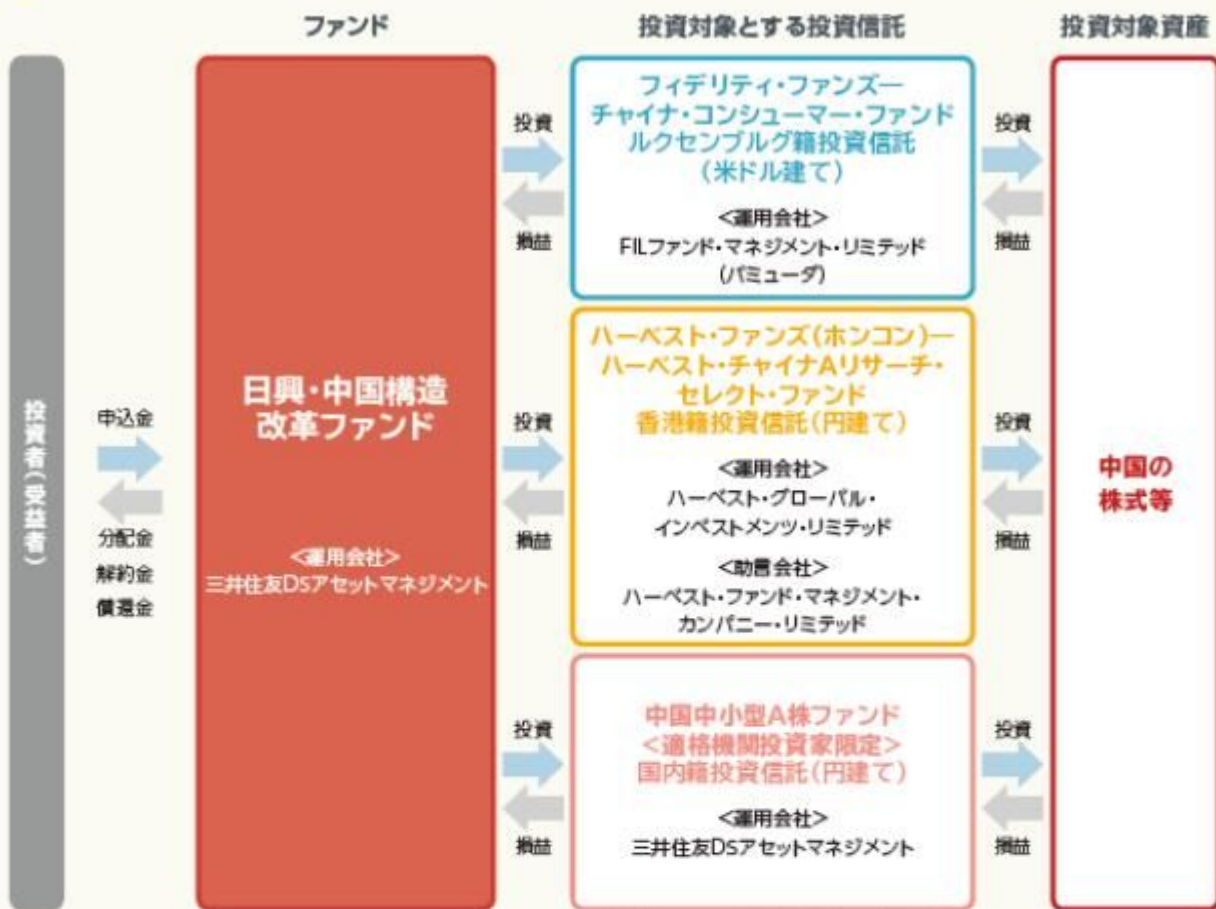 ファンド
投資対象とする投資信託
投資対象資産
投資者(受益者)
申込金
分配金
解約金
償還金
日興・中国構造
改革ファンド
<運用会社>
三井住友DSアセットマネジメント
投資
損益
フィデリティ・ファンズー
チャイナ・コンシューマー・ファンド
ルクセンブルグ籍投資信託
(米ドル建て)
<運用会社>
FILファンド・マネジメント・リミテッド
(バミューダ)
投資
損益
投資
損益
ハーベスト・ファンズ(ホンコン)ー
ハーベスト・チャイナAリサーチ・
セレクト・ファンド
香港籍投資信託(円建て)
<運用会社>
ハーベスト・グローバル・
インベストメンツ・リミテッド
<助言会社>
ハーベスト・ファンド・マネジメント・
カンパニー・リミテッド
投資
損益
投資
損益
中国中小型A株ファンド
<適格機関投資家限定>
国内籍投資信託(円建て)
<運用会社>
三井住友DSアセットマネジメント
投資
損益
中国の
株式等